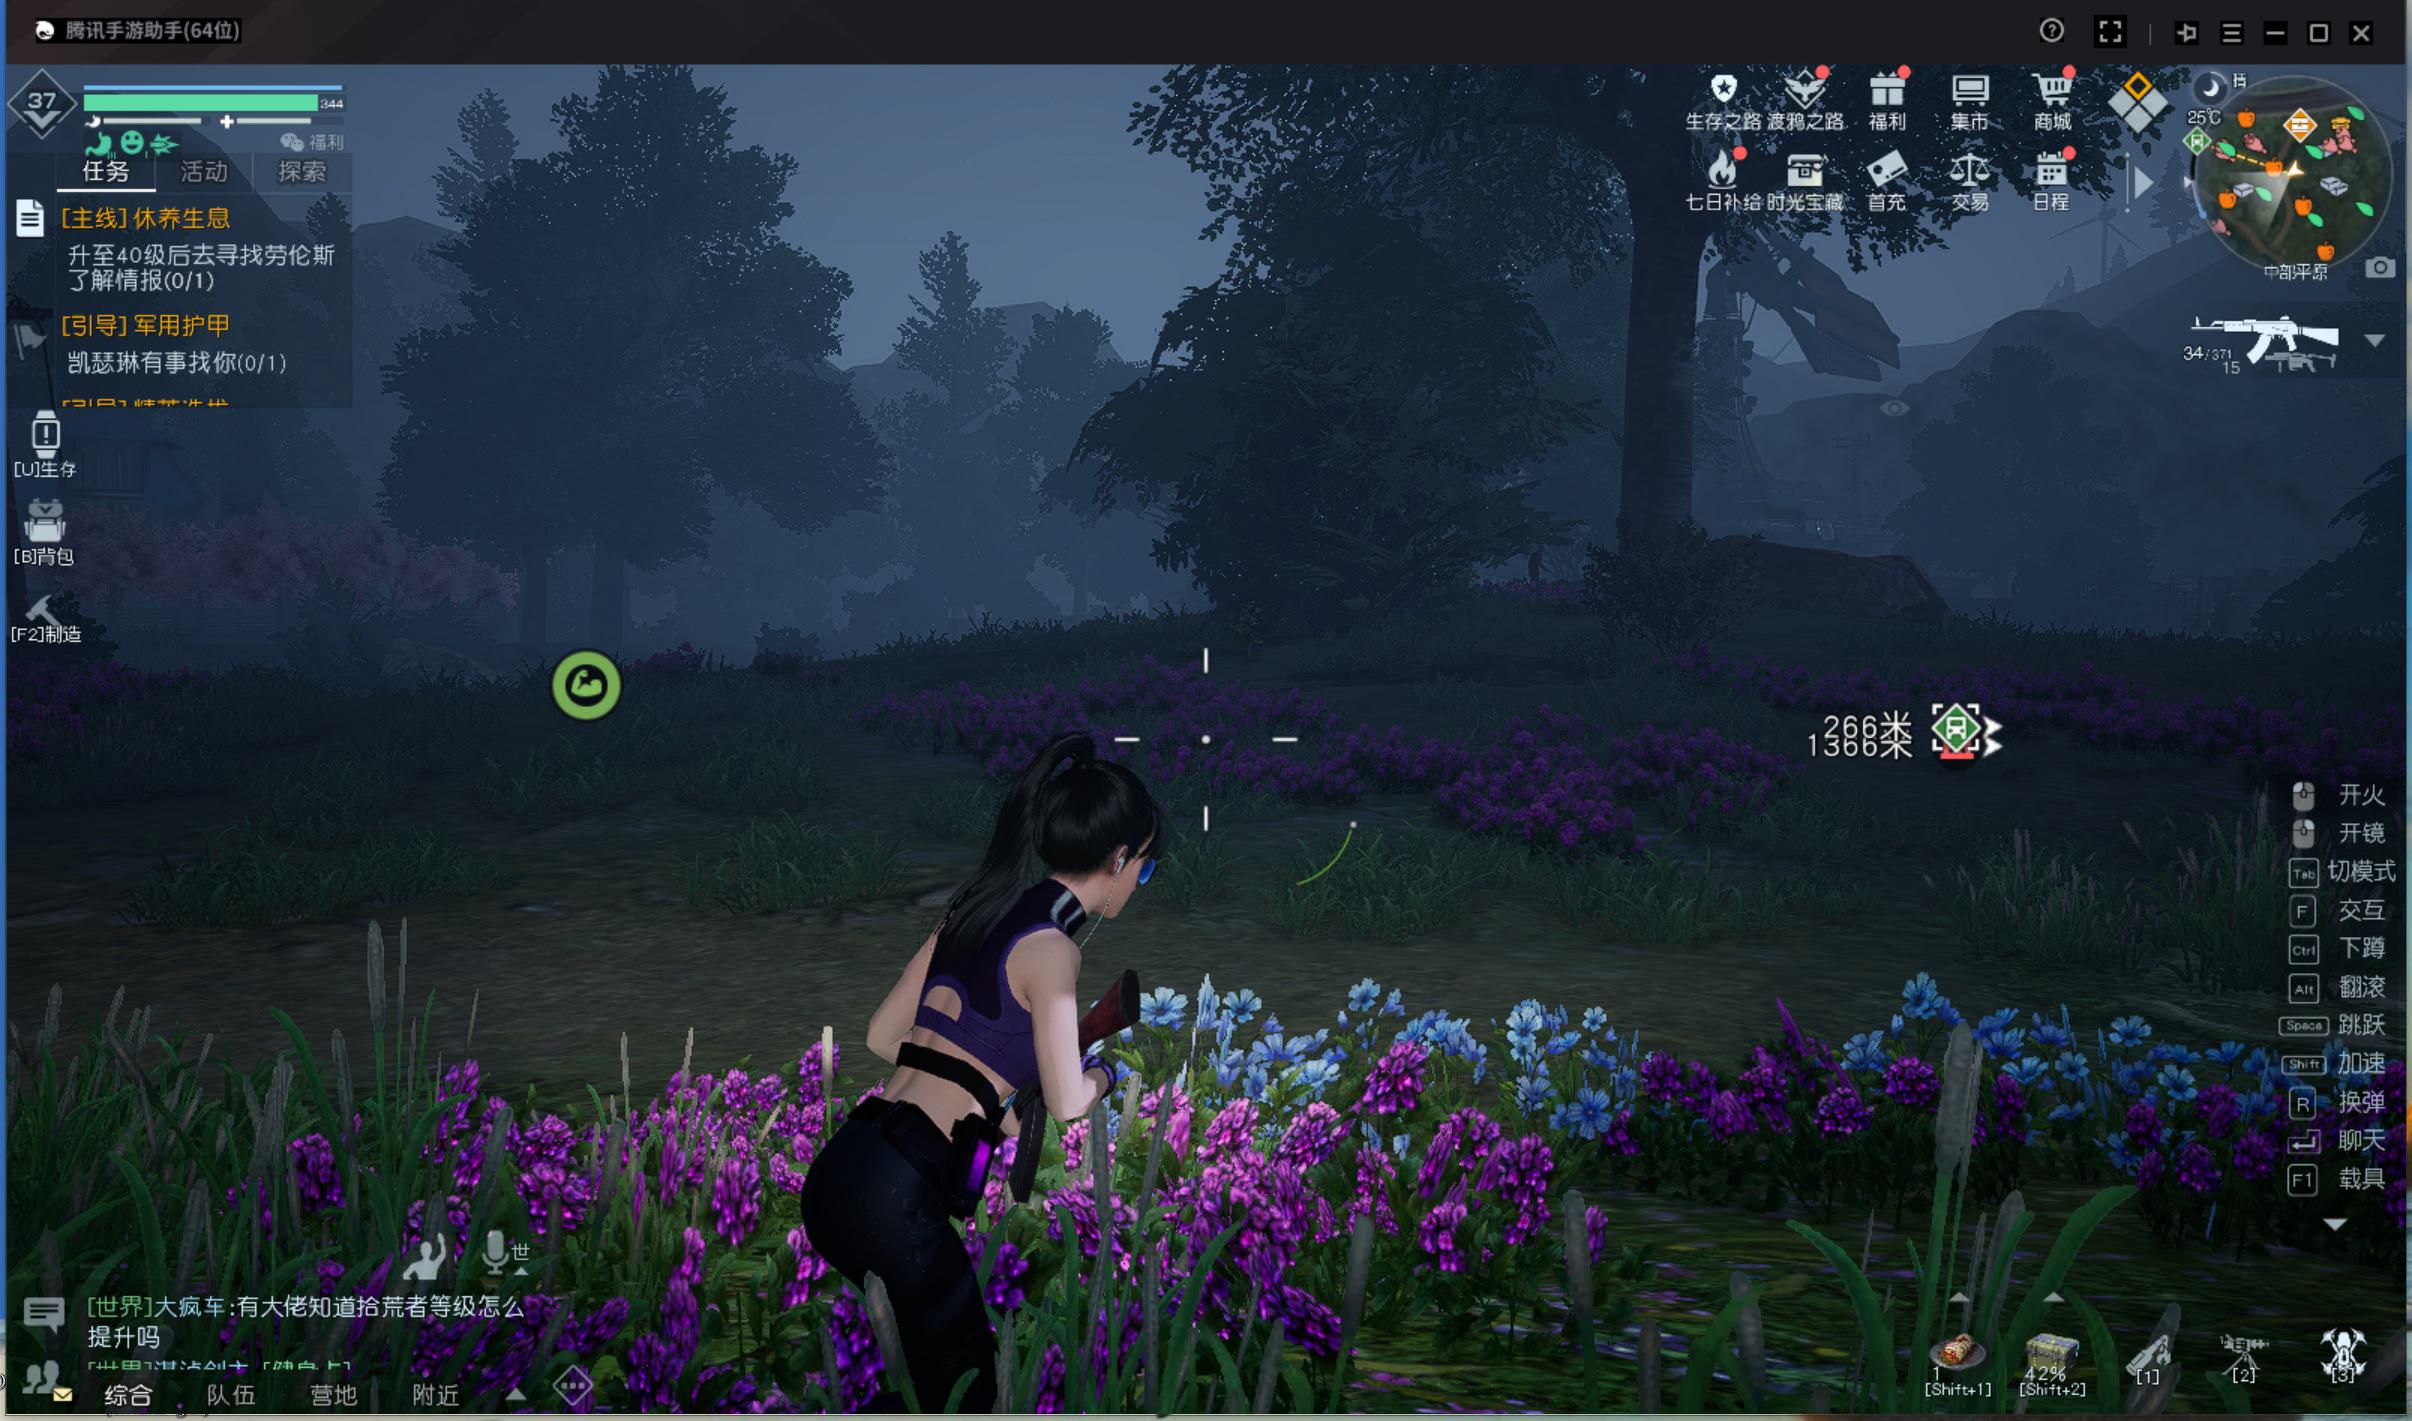 腾讯手游助手(64位)
37
344
福利
任务 活动 探索
[主线] 休养生息
升至40级后去寻找劳伦斯
了解情报(0/1)
[引导] 军用护甲
凯瑟琳有事找你(0/1)
[U]生存
[B]背包
[F2]制造
生存之路 渡鸦之路 福利 集市 商城
七日补给 时光宝藏 首充 交易 日程
25℃
中部平原
34/371
15
266米
1366米
开火
开镜
Tab 切模式
F 交互
Ctrl 下蹲
Alt 翻滚
Space 跳跃
Shift 加速
R 换弹
聊天
F1 载具
世
[世界]大疯车:有大佬知道拾荒者等级怎么
提升吗
综合 队伍 营地 附近
1
[Shift+1]
42%
[Shift+2]
[1]
[2]
[3]